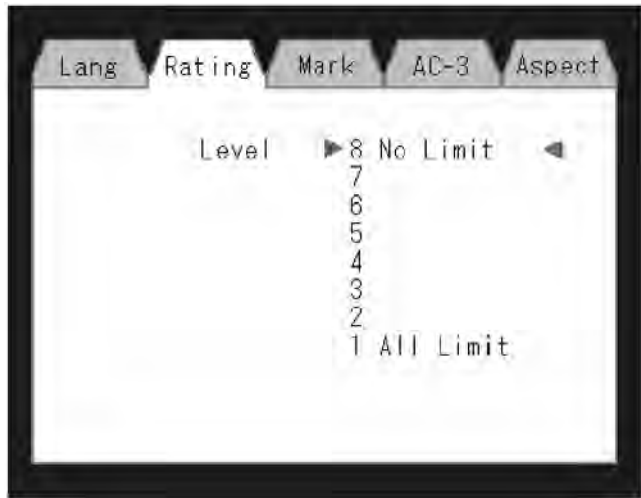 Lang Rating Mark AC-3 Aspect
Level ▶ 8 No Limit ◀
7
6
5
4
3
2
1 All Limit